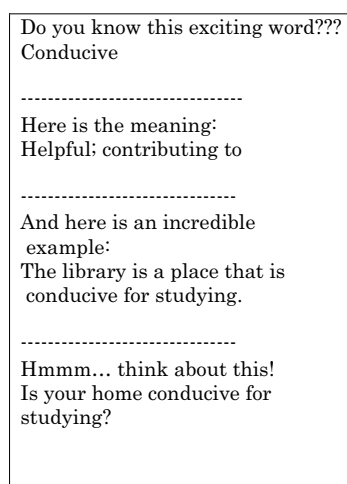 Do you know this exciting word???
Conducive
---------------------------------
Here is the meaning:
Helpful; contributing to
--------------------------------
And here is an incredible
example:
The library is a place that is
conducive for studying.
--------------------------------
Hmmm… think about this!
Is your home conducive for
studying?